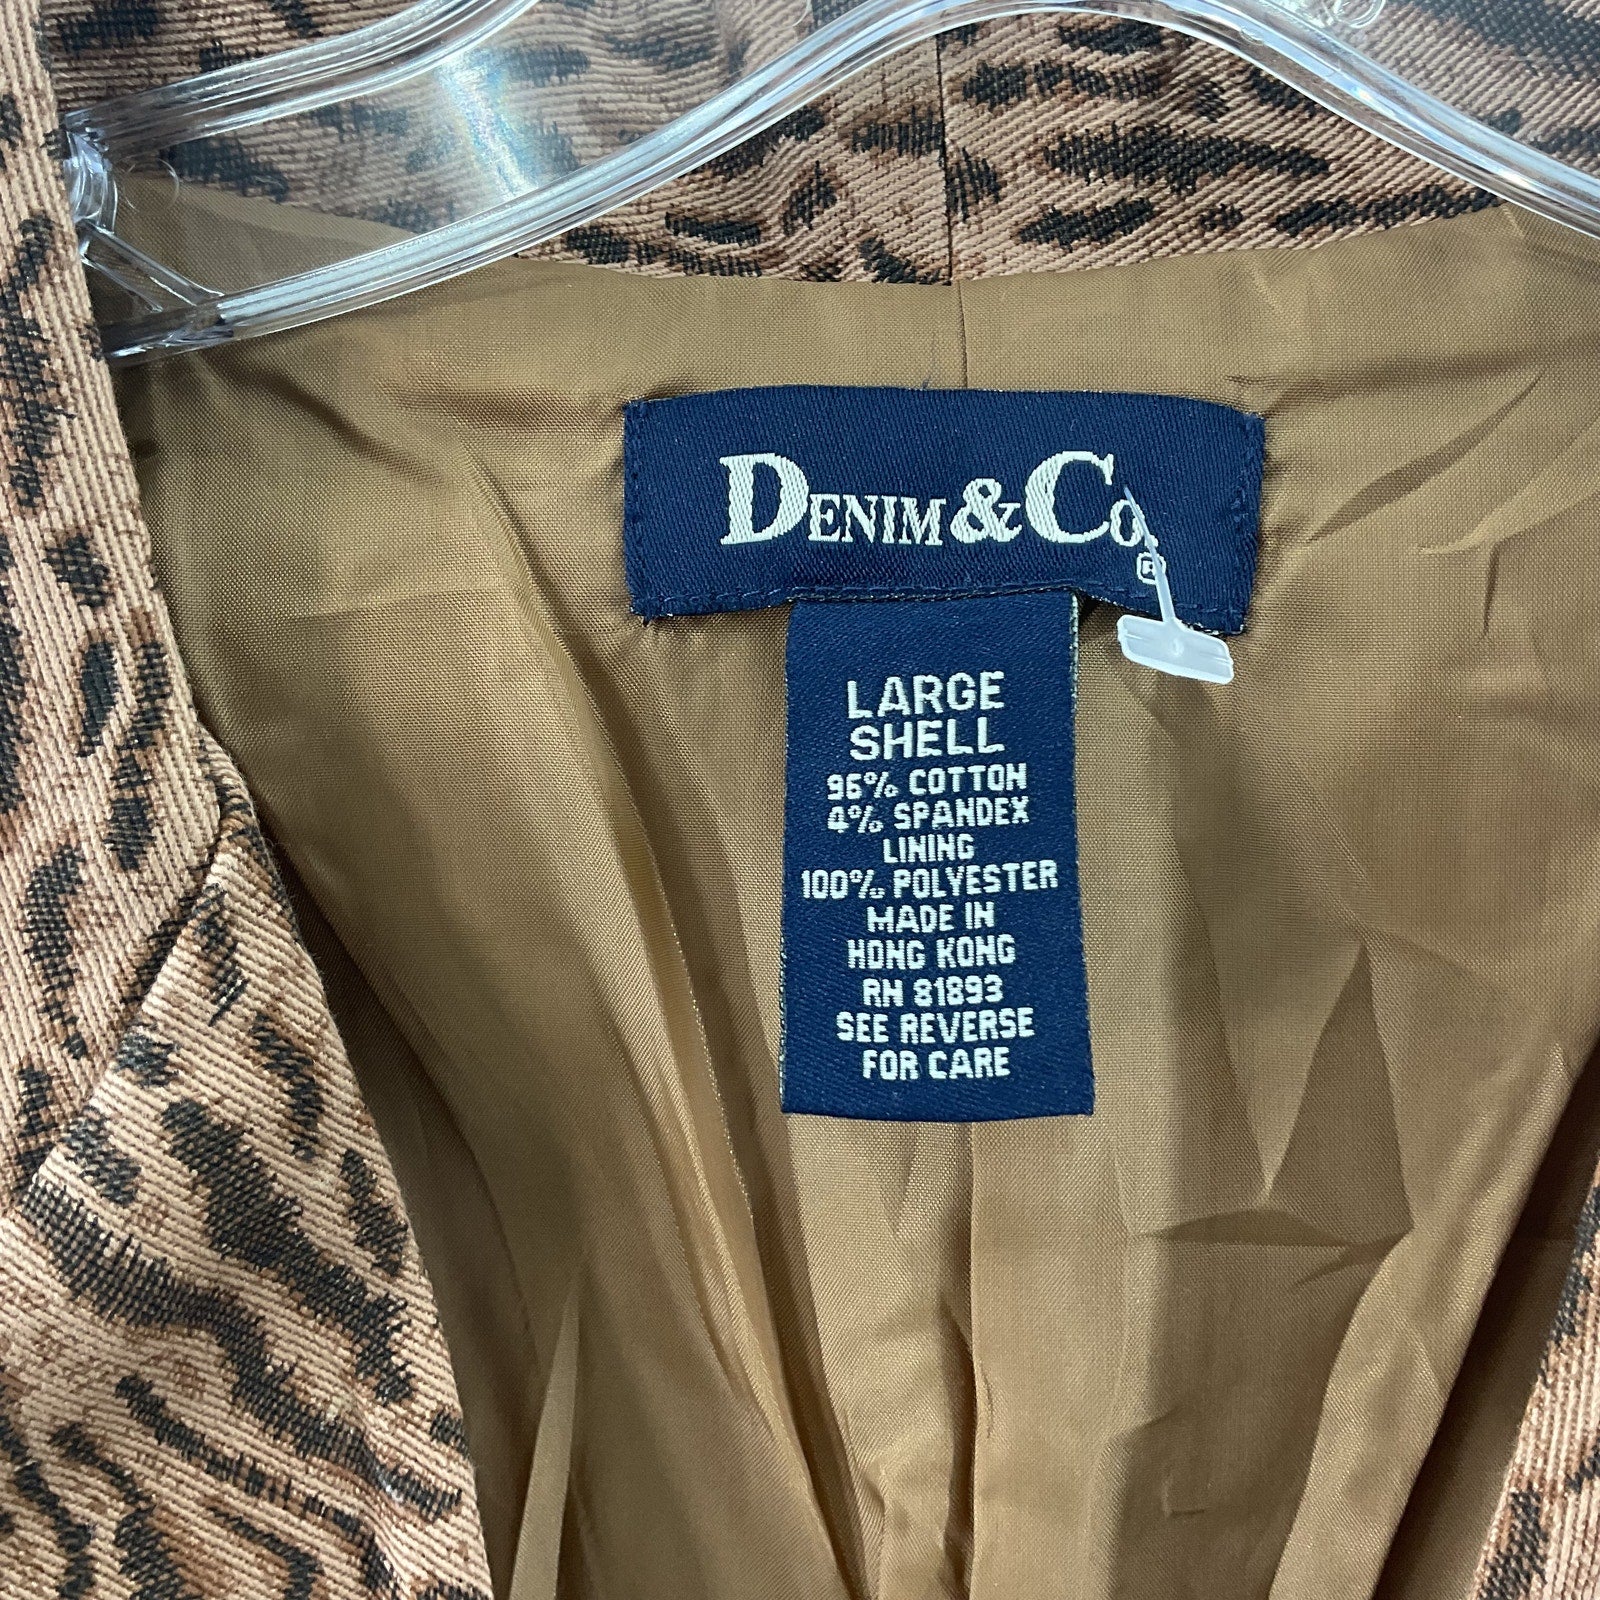 DENIM & CO.
®
LARGE
SHELL
96% COTTON
4% SPANDEX
LINING
100% POLYESTER
MADE IN
HONG KONG
RN 81893
SEE REVERSE
FOR CARE